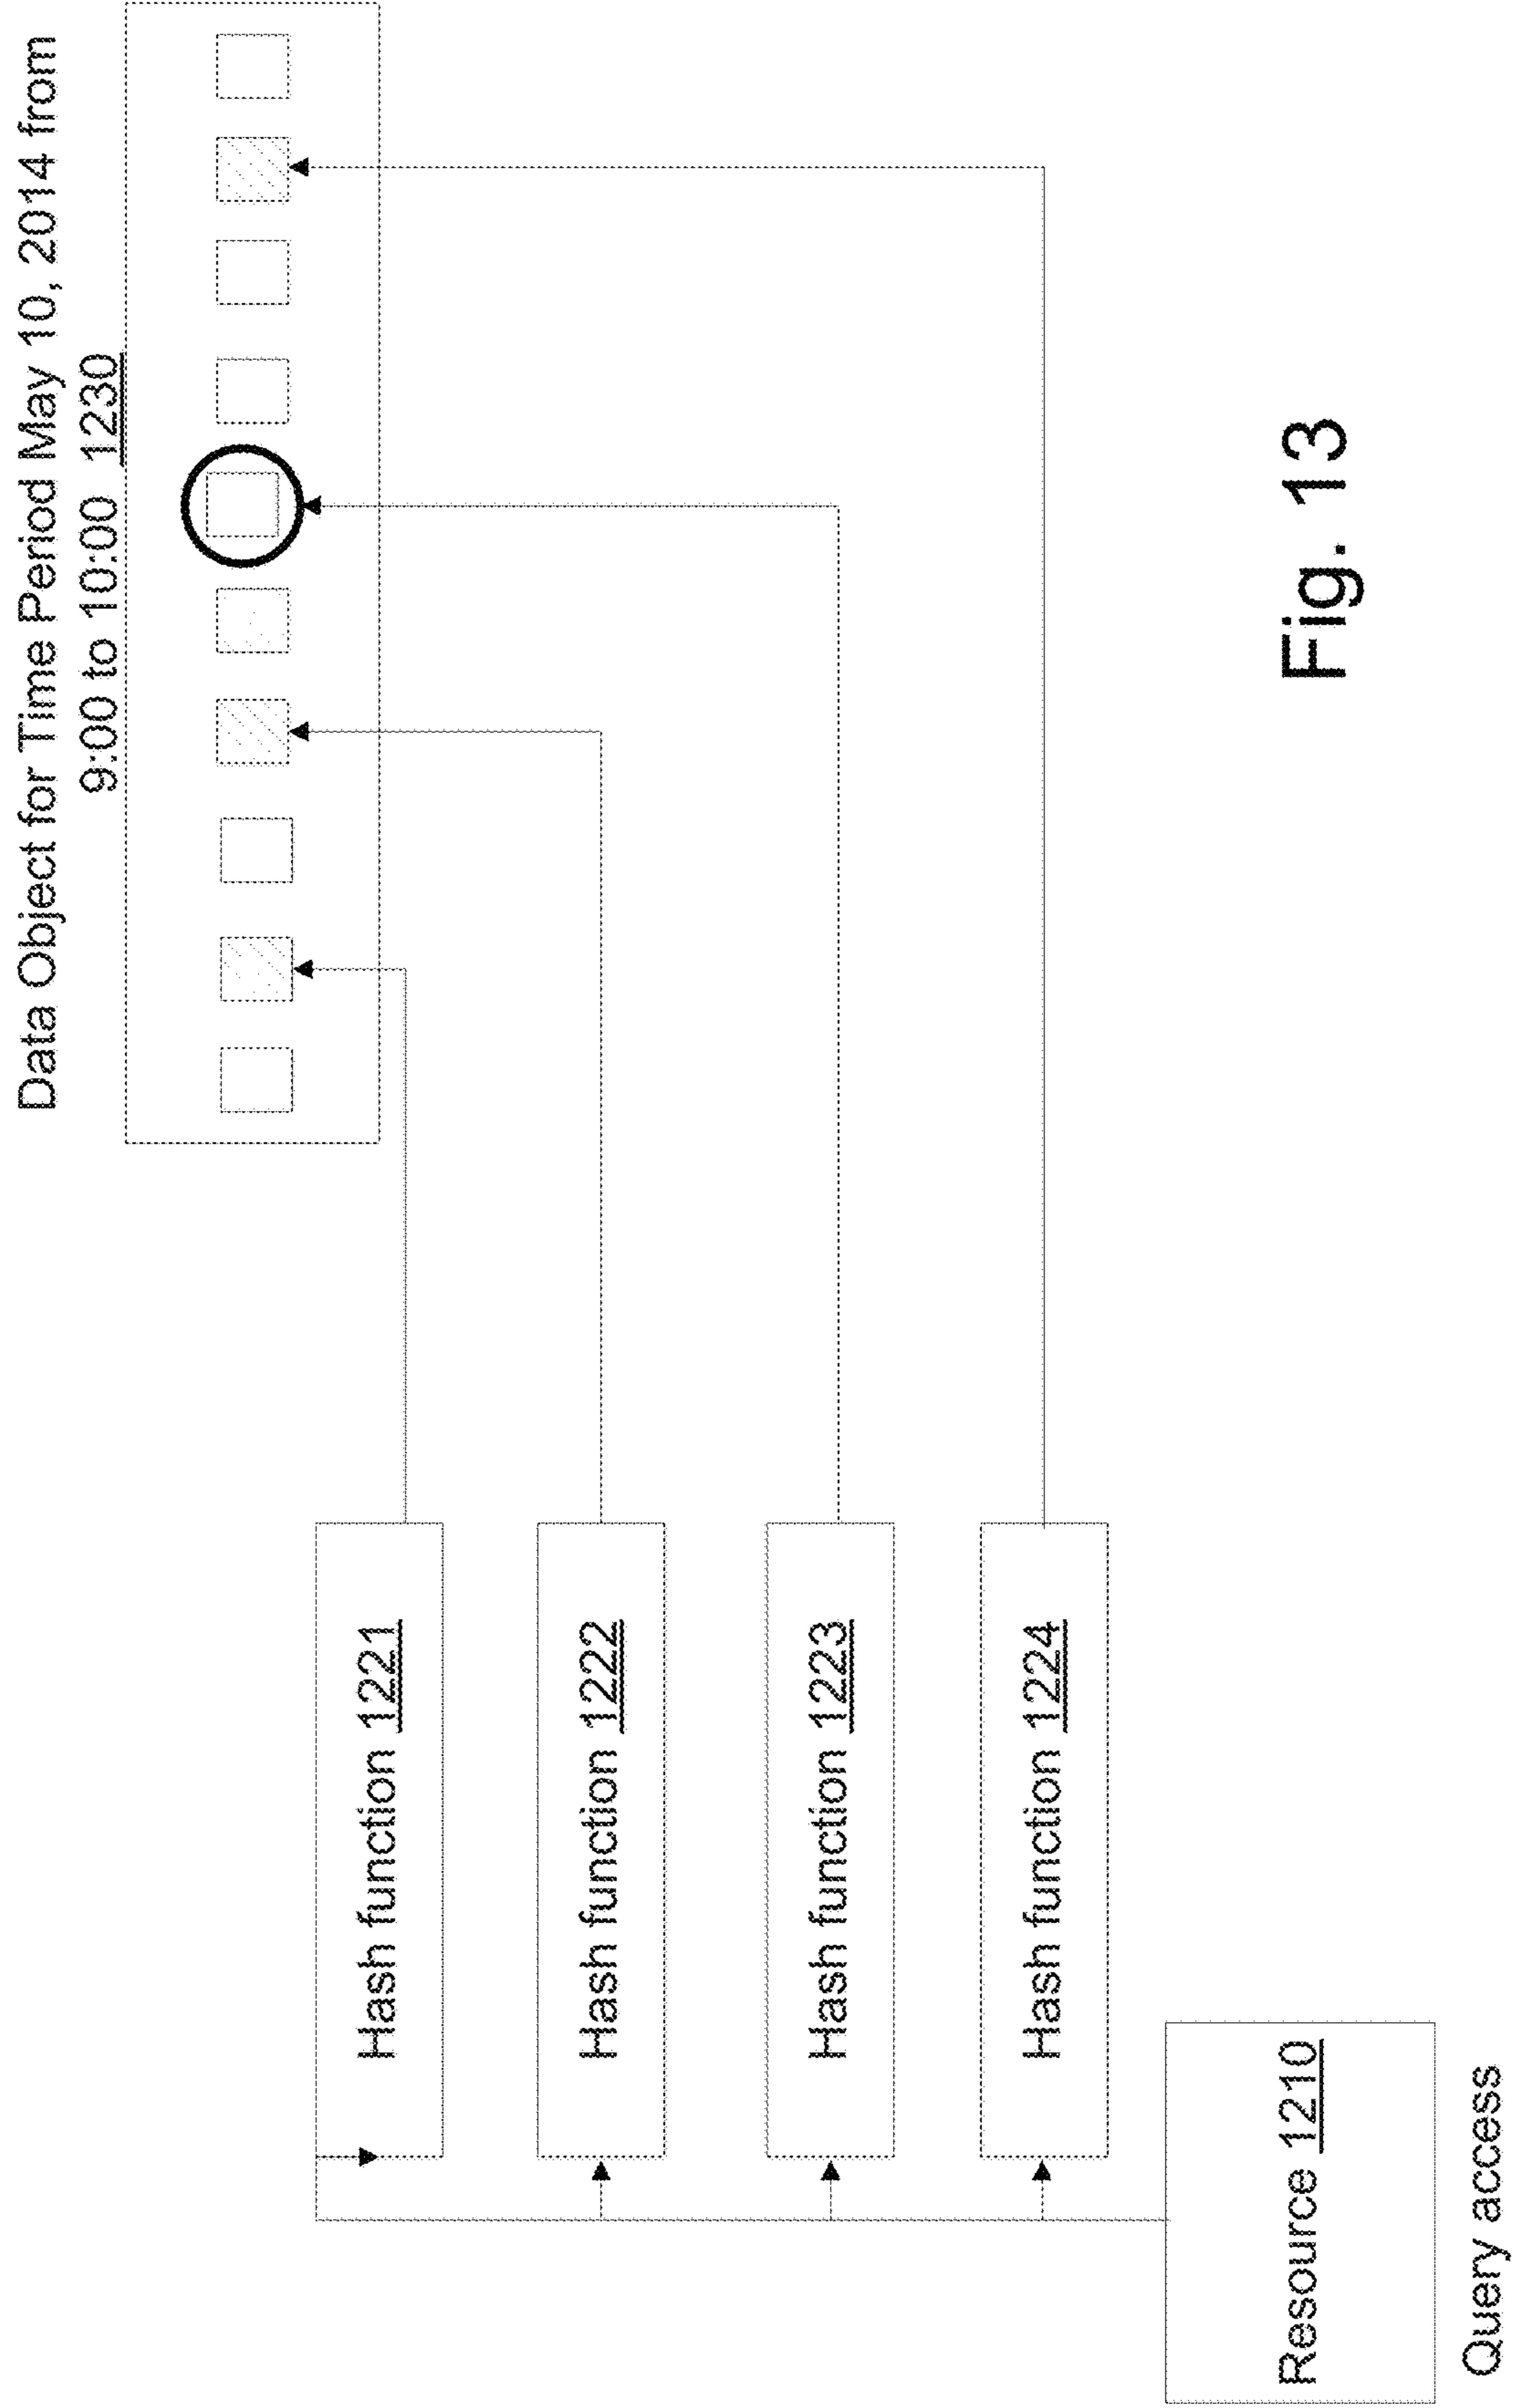 Data Object for Time Period May 10, 2014 from
9:00 to 10:00 1230
Hash function 1221
Hash function 1222
Hash function 1223
Hash function 1224
Resource 1210
Query access
Fig. 13